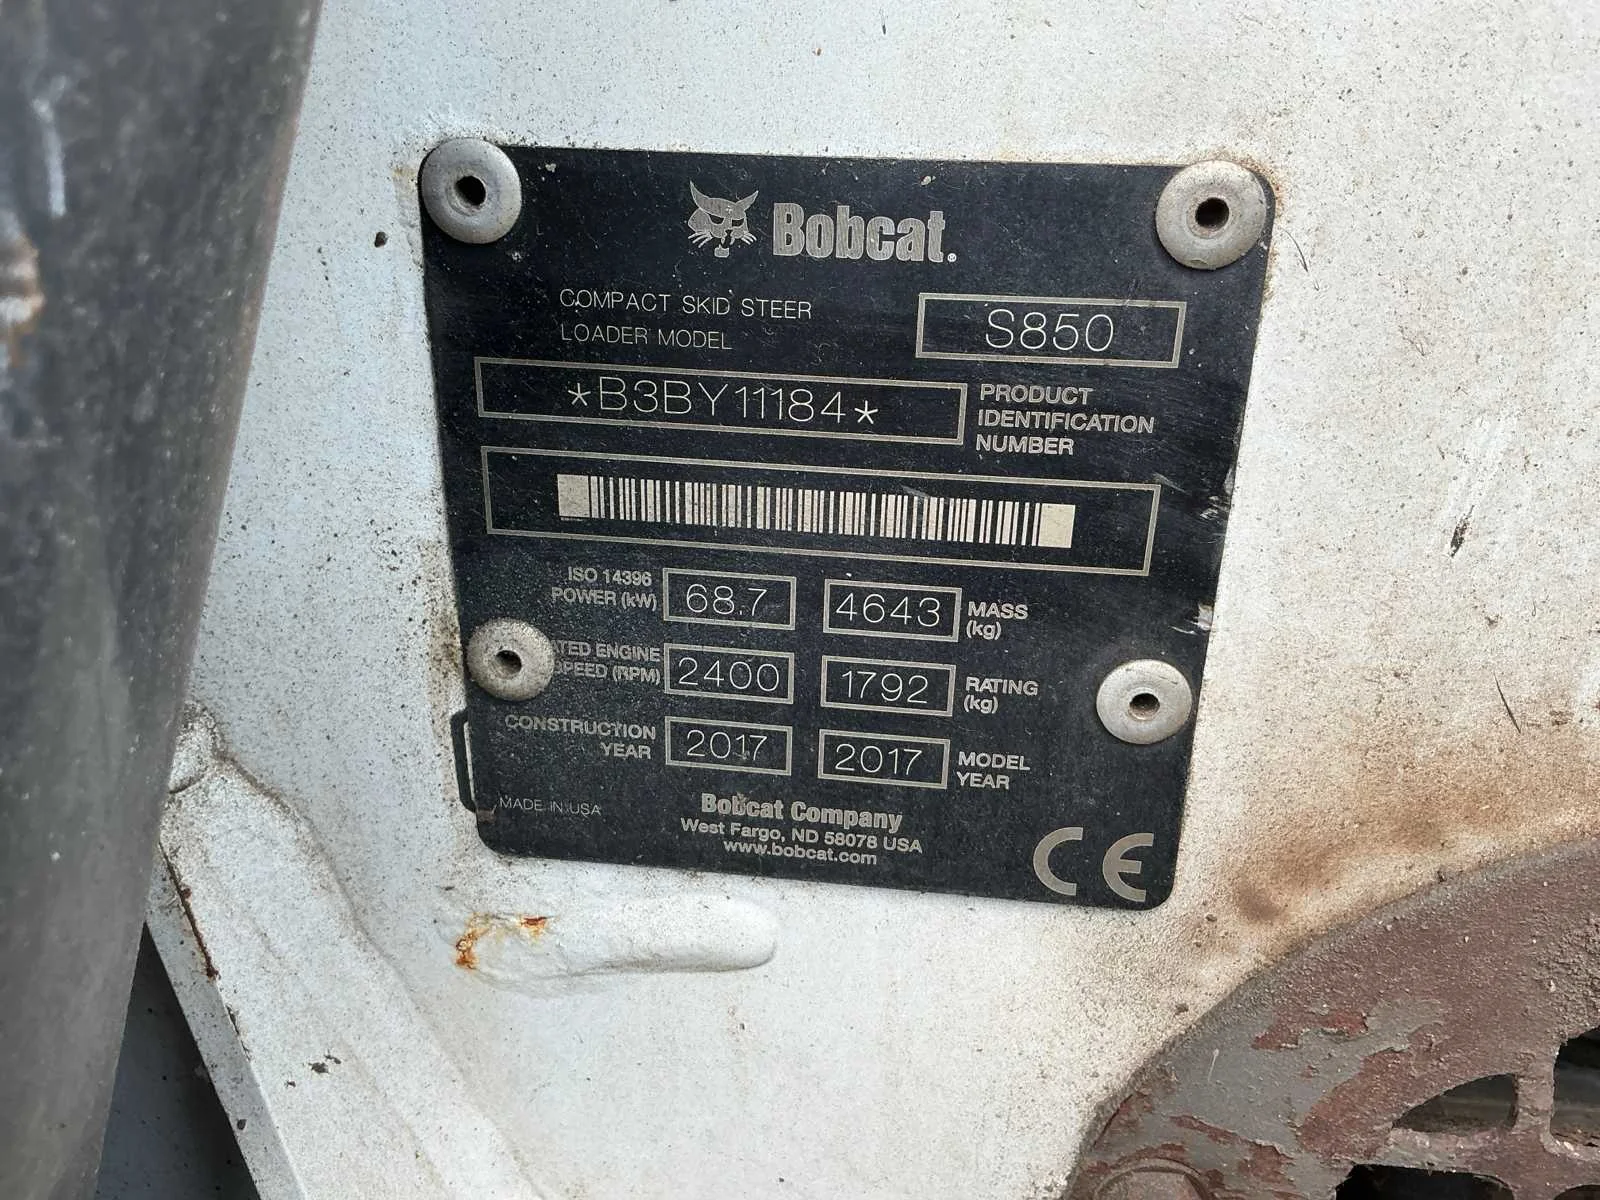 Bobcat®
COMPACT SKID STEER
LOADER MODEL
S850
*B3BY11184*
PRODUCT
IDENTIFICATION
NUMBER
ISO 14396
POWER (kW)
68.7
4643
MASS
(kg)
ATED ENGINE
SPEED (RPM)
2400
1792
RATING
(kg)
CONSTRUCTION
YEAR
2017
2017
MODEL
YEAR
MADE IN USA
Bobcat Company
West Fargo, ND 58078 USA
www.bobcat.com
CE